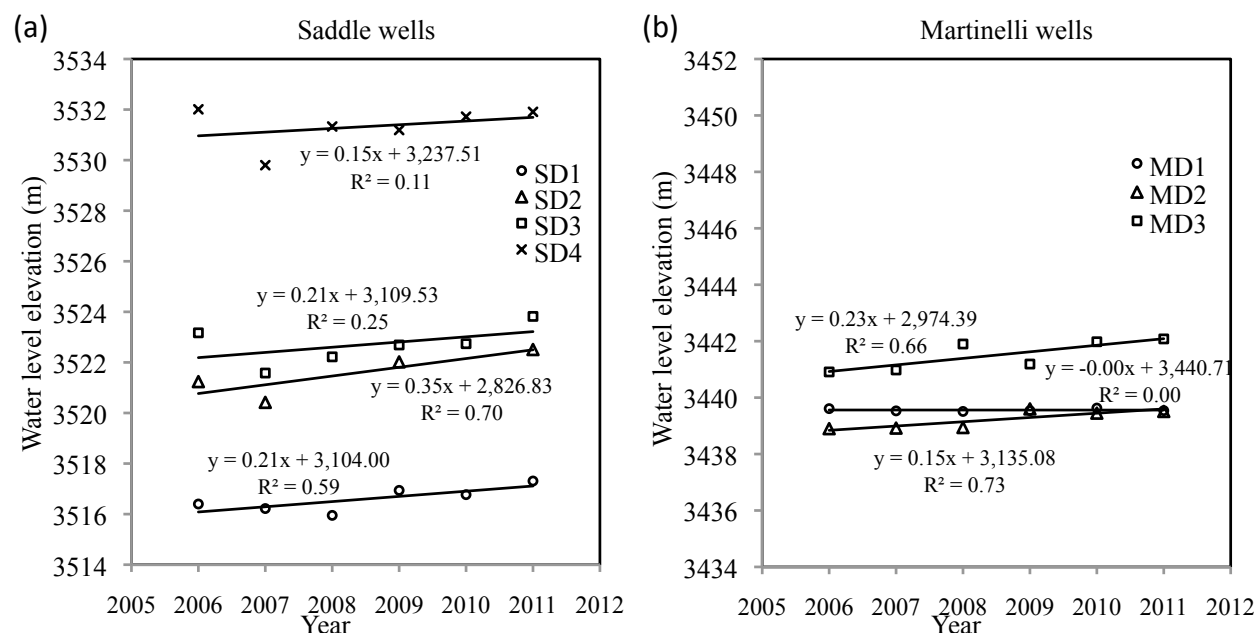 (a)
Saddle wells
3534
3532
3530
3528
3526
3524
3522
3520
3518
3516
3514
Water level elevation (m)
y = 0.15x + 3,237.51
R² = 0.11
SD1
SD2
SD3
SD4
y = 0.21x + 3,109.53
R² = 0.25
y = 0.35x + 2,826.83
R² = 0.70
y = 0.21x + 3,104.00
R² = 0.59
2005 2006 2007 2008 2009 2010 2011 2012
Year
(b)
Martinelli wells
3452
3450
3448
3446
3444
3442
3440
3438
3436
3434
Water level elevation (m)
MD1
MD2
MD3
y = 0.23x + 2,974.39
R² = 0.66
y = -0.00x + 3,440.71
R² = 0.00
y = 0.15x + 3,135.08
R² = 0.73
2005 2006 2007 2008 2009 2010 2011 2012
Year